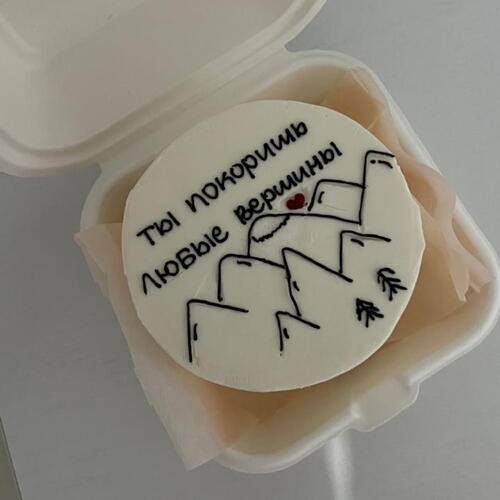 ты покоришь
любые вершины